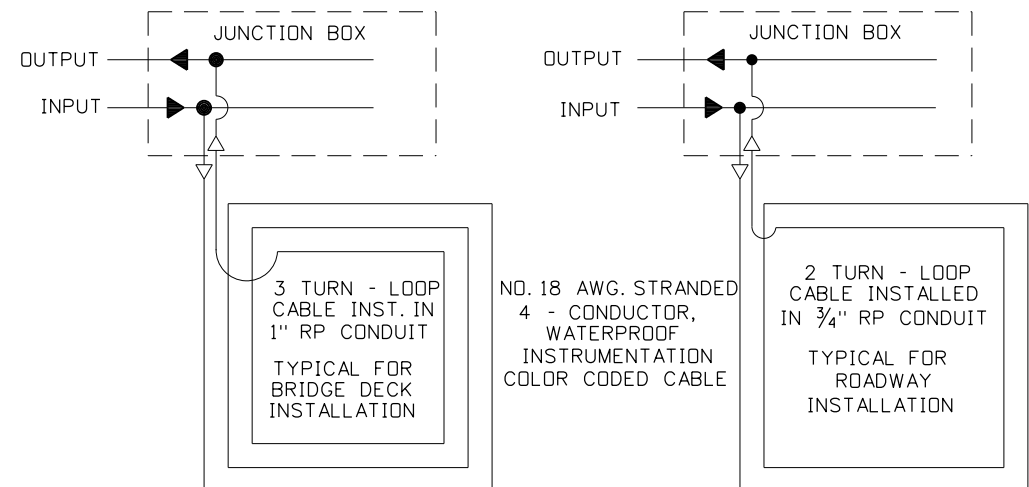 JUNCTION BOX
OUTPUT
INPUT
3 TURN - LOOP
CABLE INST. IN
1" RP CONDUIT
TYPICAL FOR
BRIDGE DECK
INSTALLATION
NO. 18 AWG. STRANDED
4 - CONDUCTOR,
WATERPROOF
INSTRUMENTATION
COLOR CODED CABLE
JUNCTION BOX
OUTPUT
INPUT
2 TURN - LOOP
CABLE INSTALLED
IN ¾" RP CONDUIT
TYPICAL FOR
ROADWAY
INSTALLATION